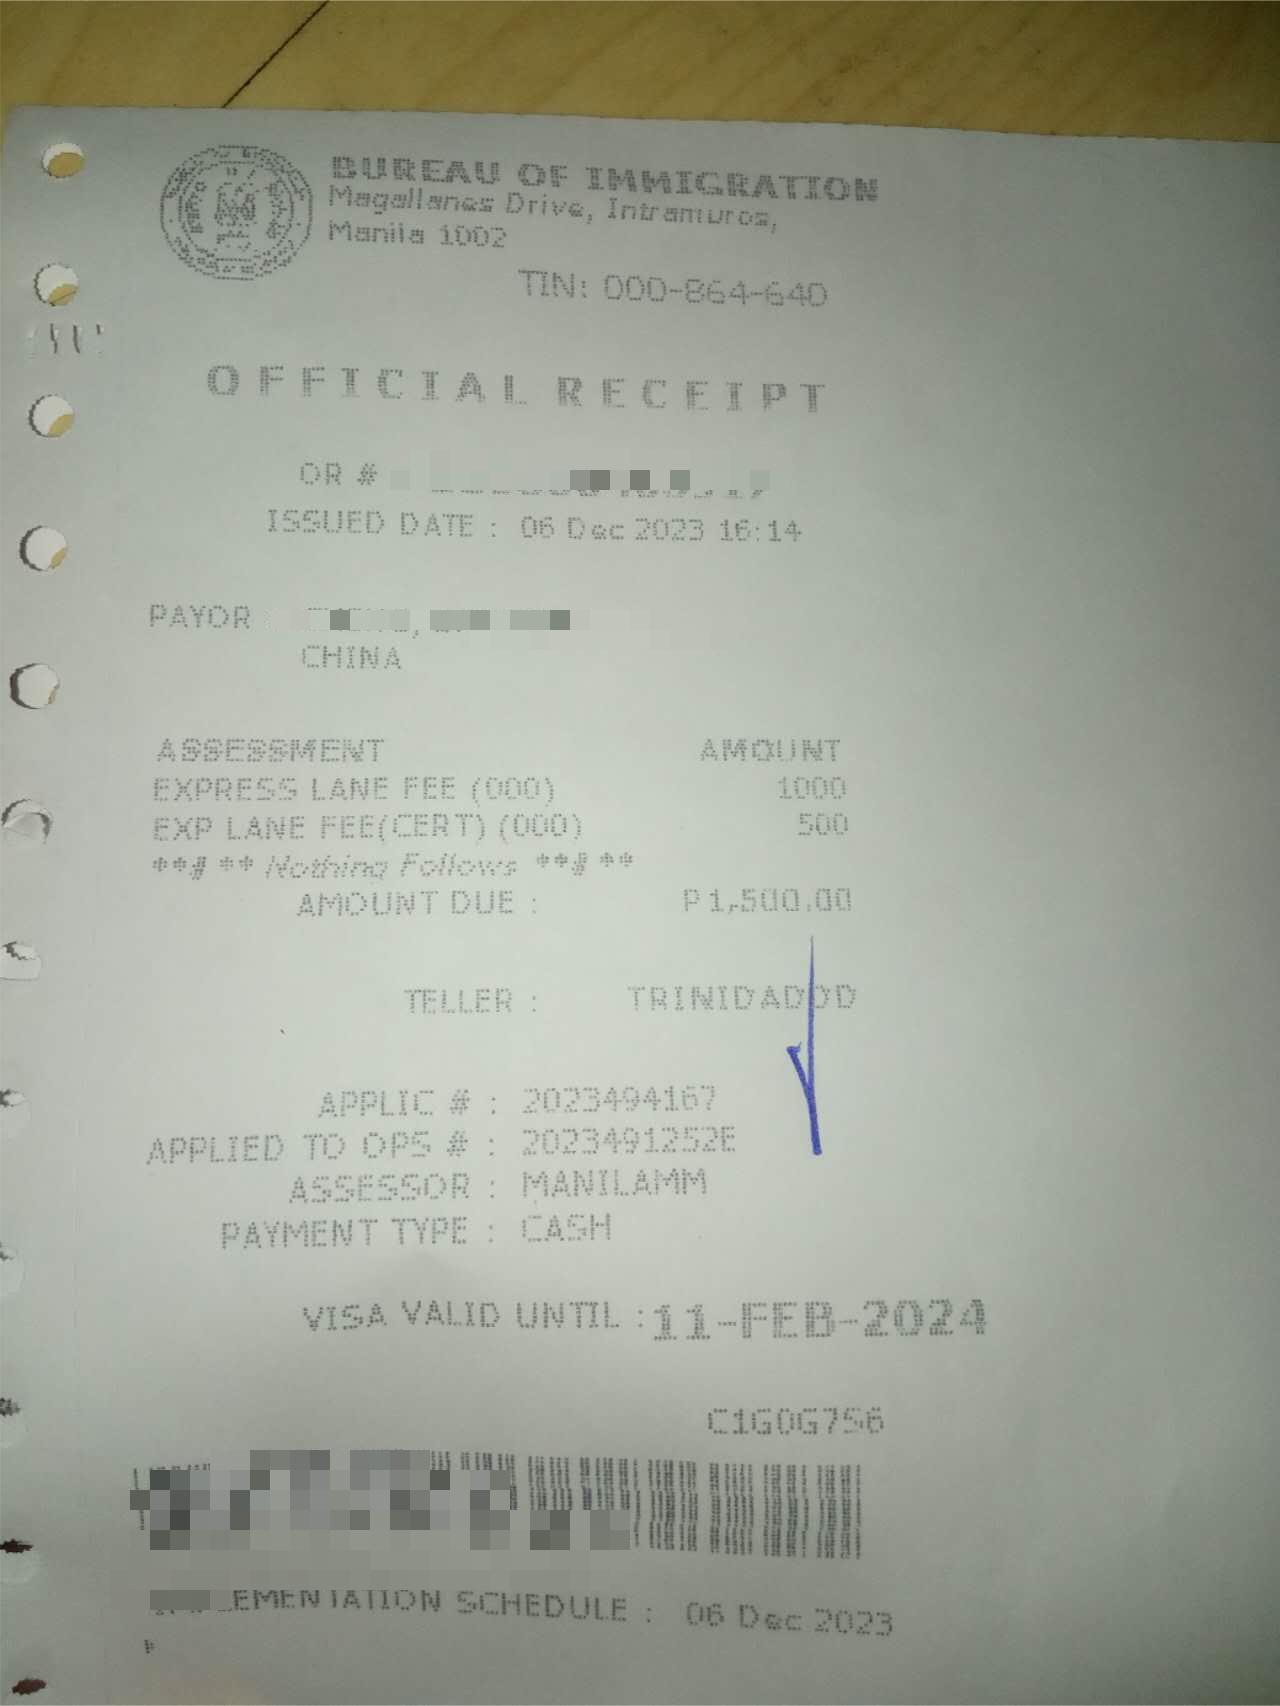 BUREAU OF IMMIGRATION
Magallanes Drive, Intramuros,
Manila 1002
TIN: 000-864-640
OFFICIAL RECEIPT
OR #
ISSUED DATE : 06 Dec 2023 16:14
PAYOR
CHINA
ASSESSMENT AMOUNT
EXPRESS LANE FEE (000) 1000
EXP LANE FEE(CERT) (000) 500
**# ** Nothing Follows **# **
AMOUNT DUE : P 1,500.00
TELLER : TRINIDADOD
APPLIC # : 2023494167
APPLIED TO OPS # : 2023491252E
ASSESSOR : MANILAMM
PAYMENT TYPE : CASH
VISA VALID UNTIL : 11-FEB-2024
C1G0G756
IMPLEMENTATION SCHEDULE : 06 Dec 2023